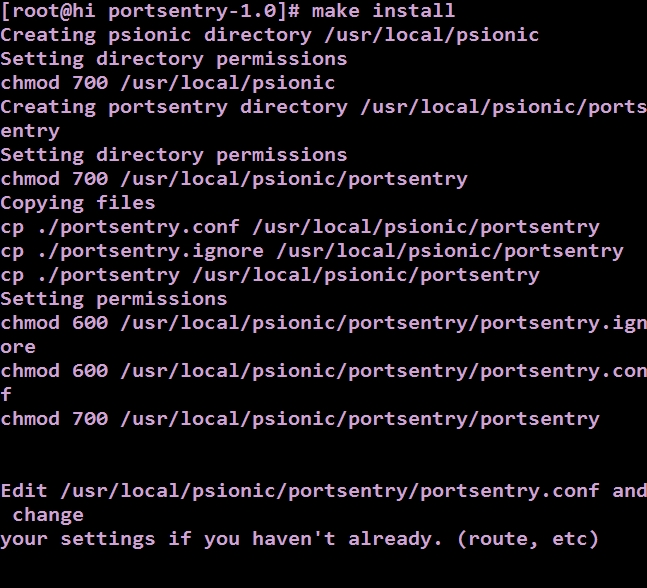 [root@hi portsentry-1.0]# make install
Creating psionic directory /usr/local/psionic
Setting directory permissions
chmod 700 /usr/local/psionic
Creating portsentry directory /usr/local/psionic/ports
entry
Setting directory permissions
chmod 700 /usr/local/psionic/portsentry
Copying files
cp ./portsentry.conf /usr/local/psionic/portsentry
cp ./portsentry.ignore /usr/local/psionic/portsentry
cp ./portsentry /usr/local/psionic/portsentry
Setting permissions
chmod 600 /usr/local/psionic/portsentry/portsentry.ign
ore
chmod 600 /usr/local/psionic/portsentry/portsentry.con
f
chmod 700 /usr/local/psionic/portsentry/portsentry
Edit /usr/local/psionic/portsentry/portsentry.conf and
change
your settings if you haven't already. (route, etc)